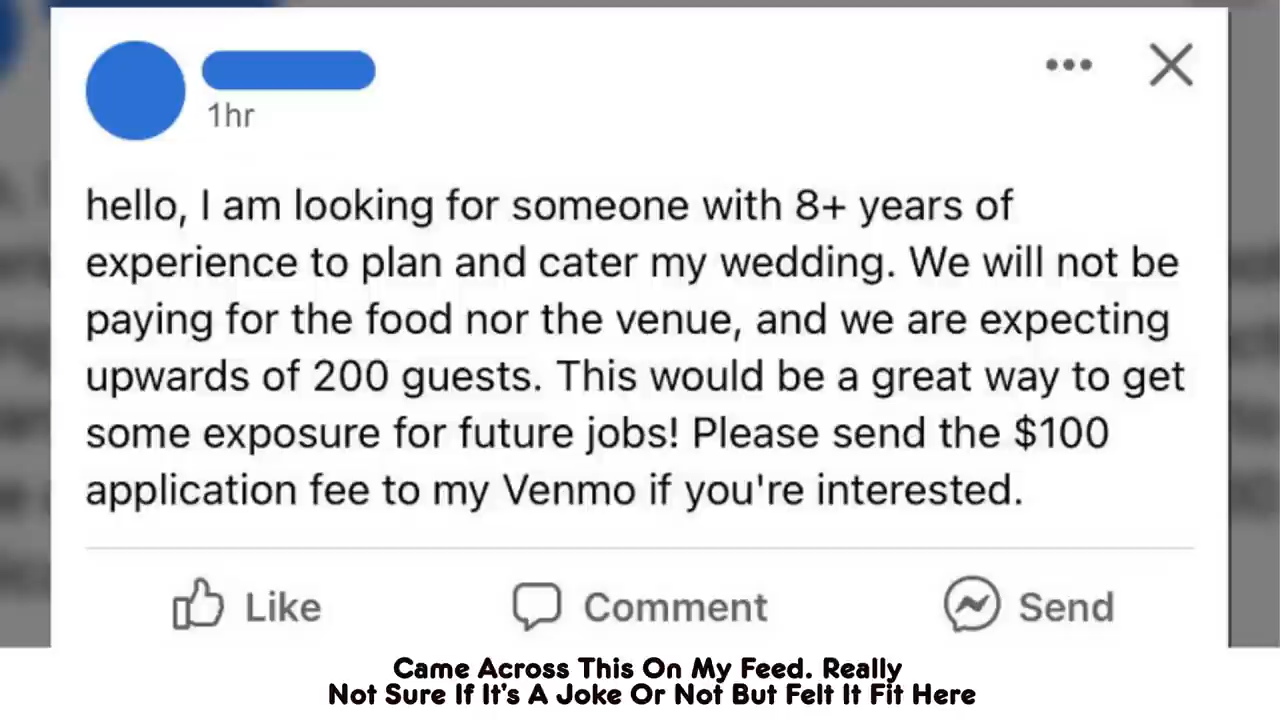 1hr
hello, I am looking for someone with 8+ years of
experience to plan and cater my wedding. We will not be
paying for the food nor the venue, and we are expecting
upwards of 200 guests. This would be a great way to get
some exposure for future jobs! Please send the $100
application fee to my Venmo if you're interested.
Like Comment Send
Came Across This On My Feed. Really
Not Sure If It's A Joke Or Not But Felt It Fit Here